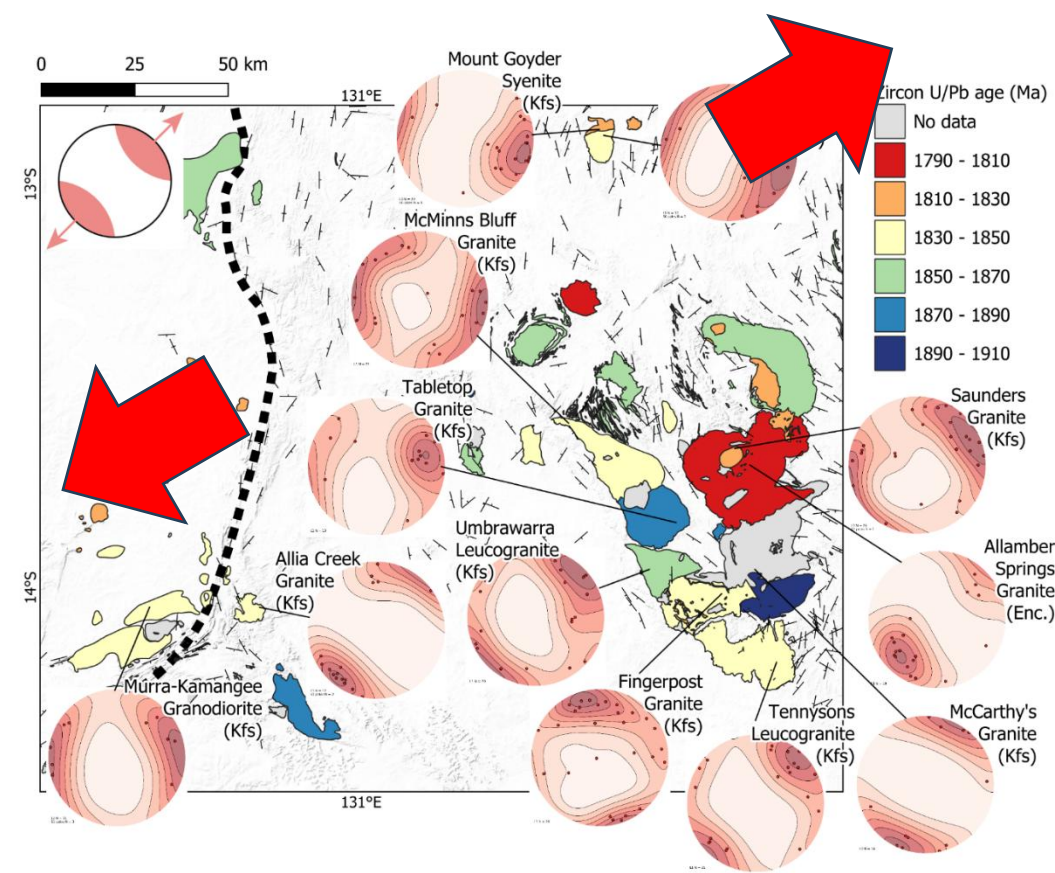 0 25 50 km
131°E
13°S
14°S
131°E
Mount Goyder
Syenite
(Kfs)
McMinns Bluff
Granite
(Kfs)
Tabletop
Granite
(Kfs)
Umbrawarra
Leucogranite
(Kfs)
Allia Creek
Granite
(Kfs)
Murra-Kamangee
Granodiorite
(Kfs)
Fingerpost
Granite
(Kfs)
Tennysons
Leucogranite
(Kfs)
McCarthy's
Granite
(Kfs)
Allamber
Springs
Granite
(Enc.)
Saunders
Granite
(Kfs)
U/Pb age (Ma)
No data
1790 - 1810
1810 - 1830
1830 - 1850
1850 - 1870
1870 - 1890
1890 - 1910